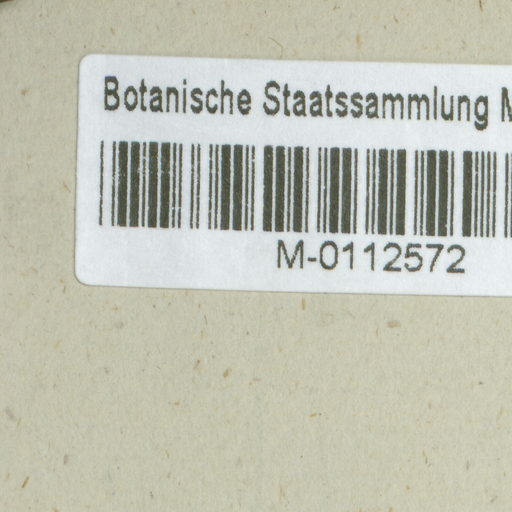 Botanische Staatssammlung M
M-0112572